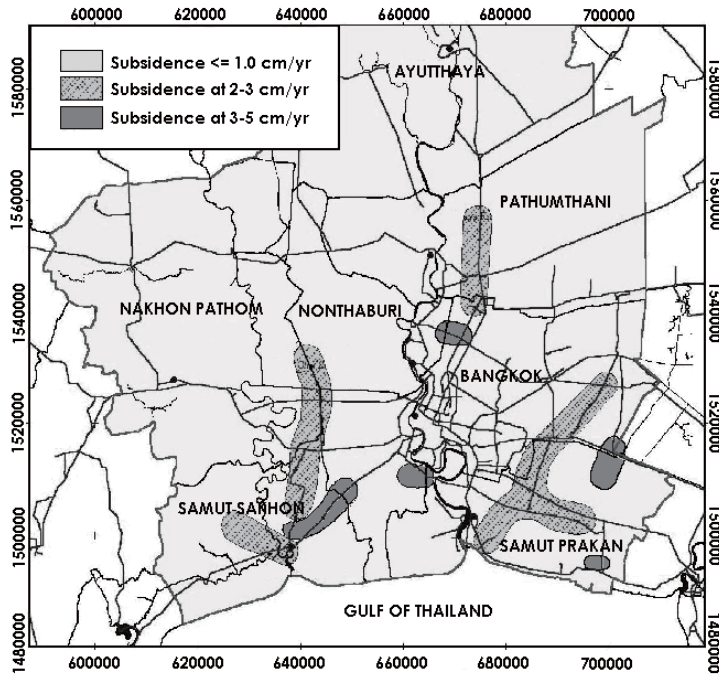 600000 620000 640000 660000 680000 700000
Subsidence <= 1.0 cm/yr
Subsidence at 2-3 cm/yr
Subsidence at 3-5 cm/yr
AYUTTHAYA
PATHUMTHANI
NAKHON PATHOM
NONTHABURI
BANGKOK
SAMUT SANHON
SAMUT PRAKAN
GULF OF THAILAND
1580000
1560000
1540000
1520000
1500000
1480000
1580000
1560000
1540000
1520000
1500000
1480000
600000 620000 640000 660000 680000 700000